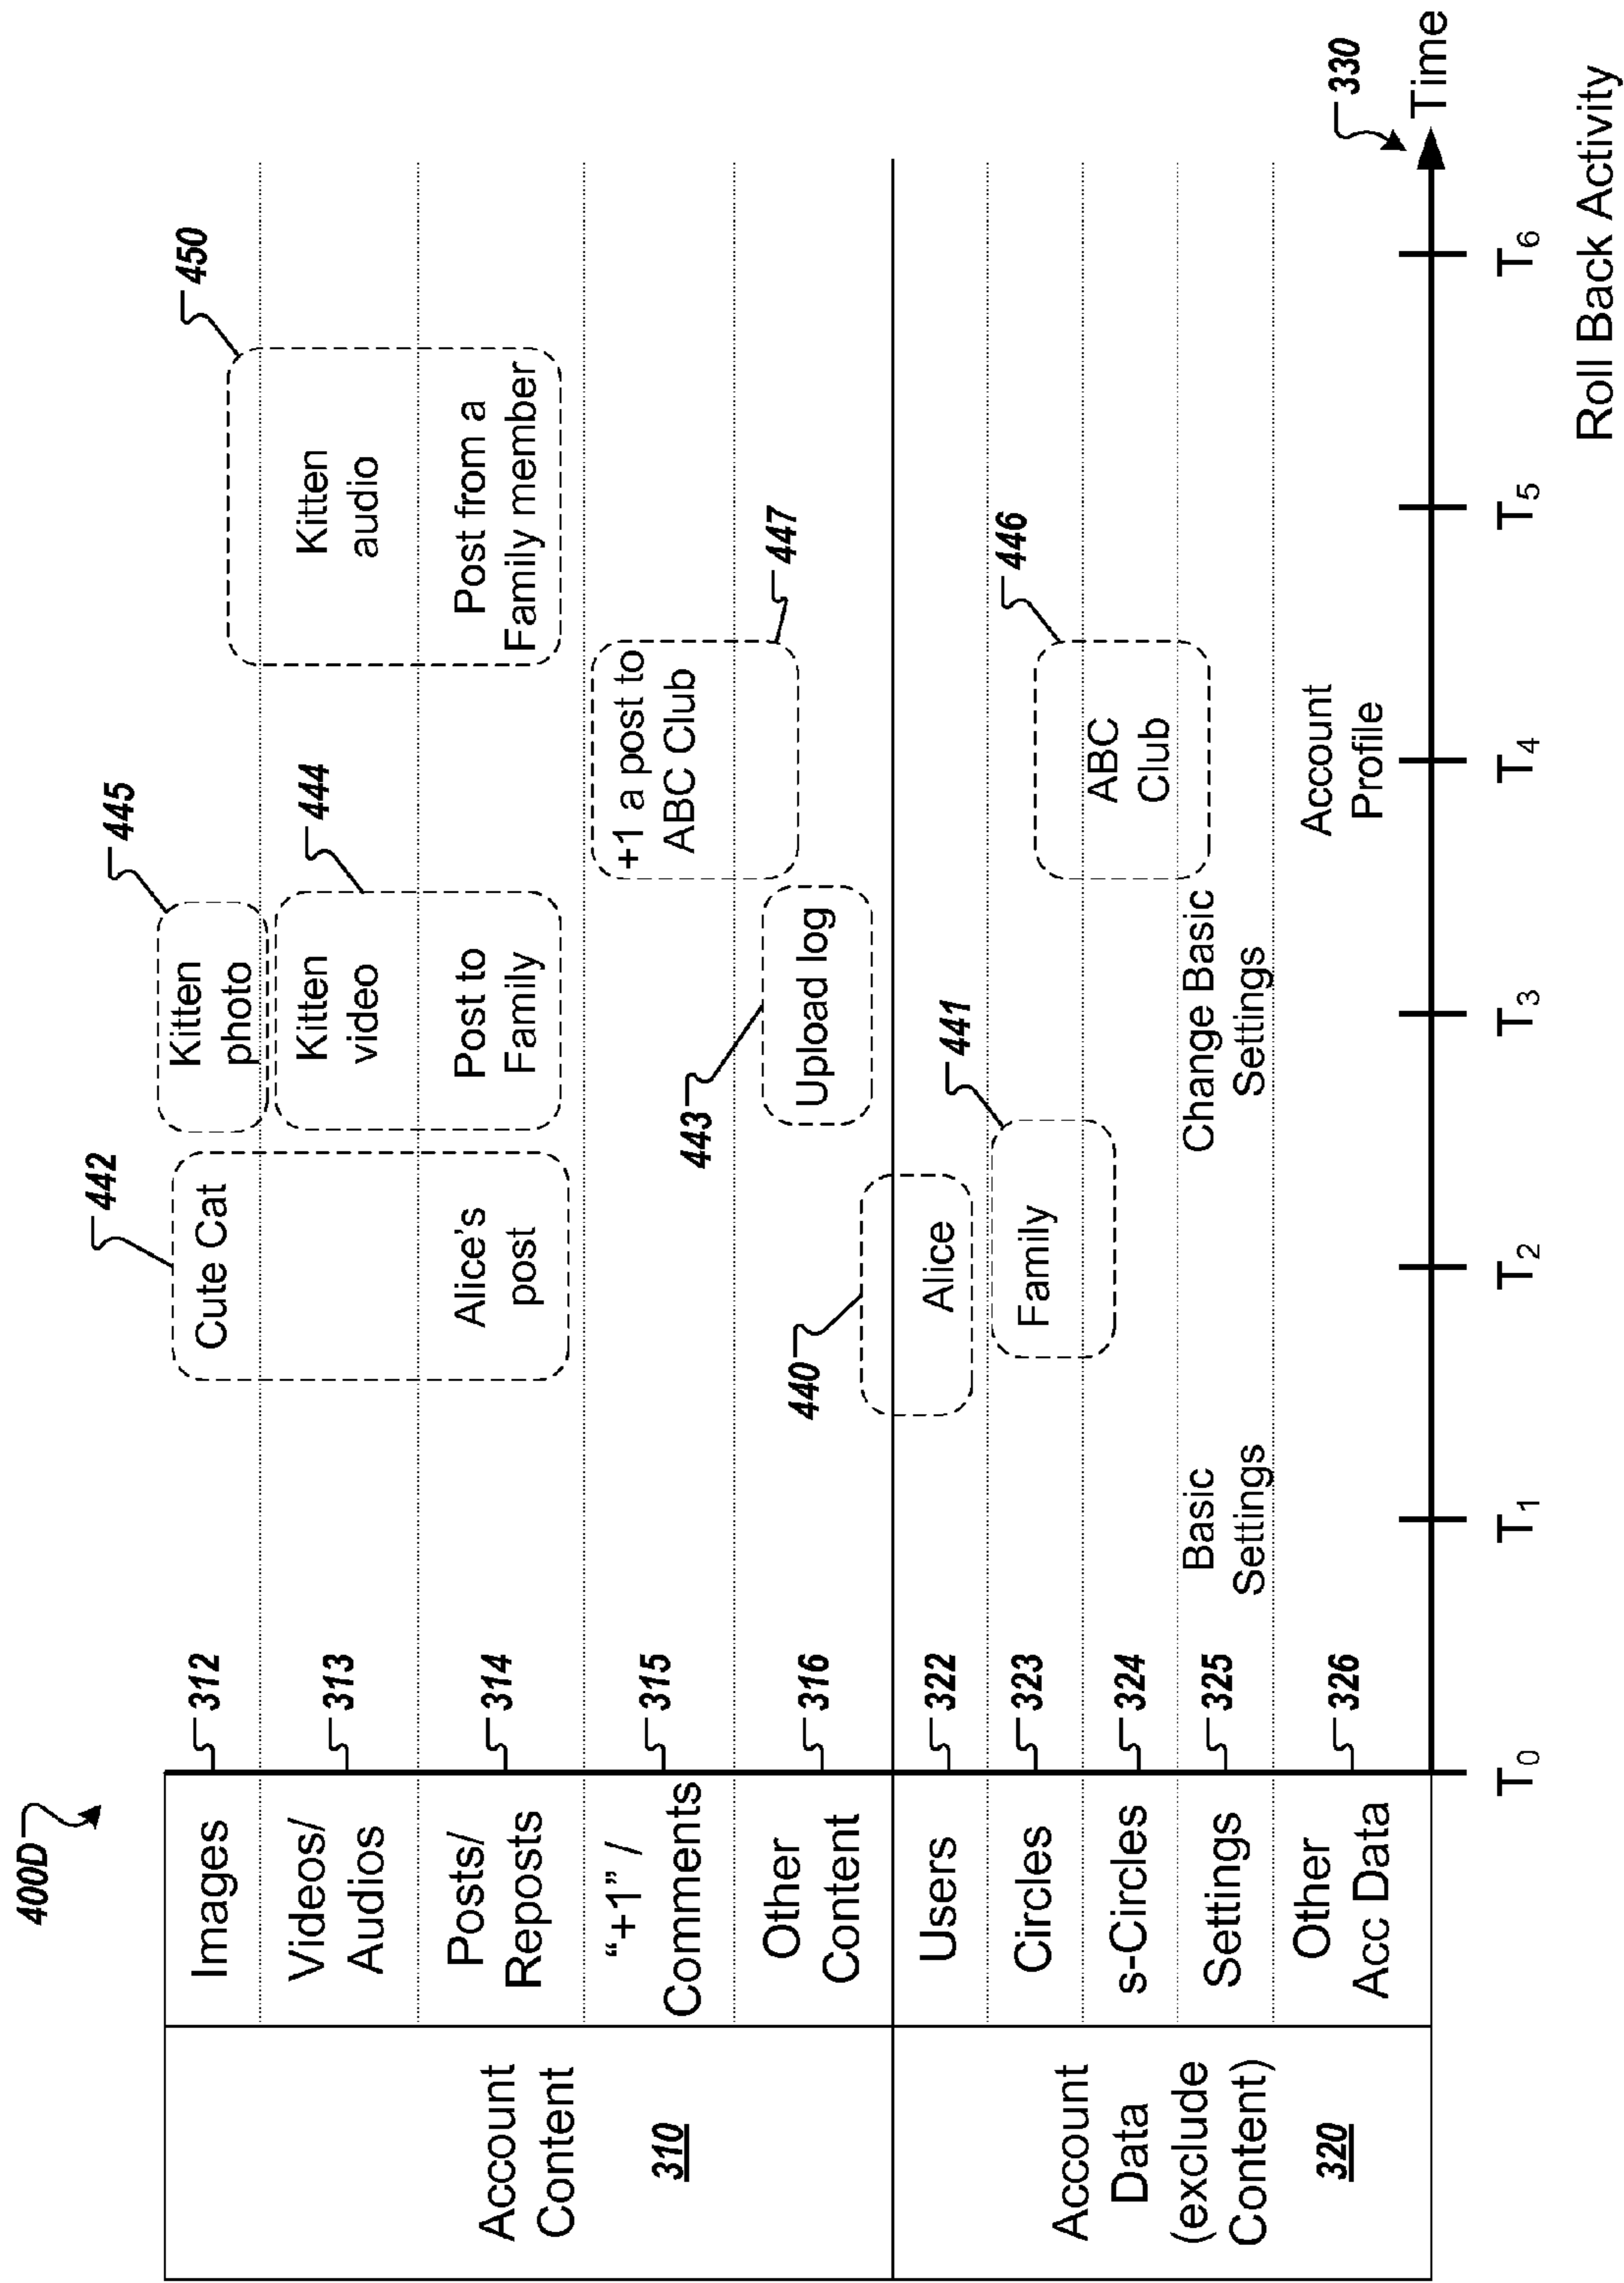 400D
Account
Content
310
Images
312
Cute Cat
442
Kitten
photo
445
Videos/
Audios
313
Kitten
video
444
Kitten
audio
450
Posts/
Reposts
314
Alice's
post
Post to
Family
Post from a
Family member
“+1” /
Comments
315
+1 a post to
ABC Club
447
Other
Content
316
443
Upload log
Account
Data
(exclude
Content)
320
Users
322
440
Alice
Circles
323
Family
441
446
s-Circles
324
ABC
Club
Settings
325
Basic
Settings
Change Basic
Settings
Other
Acc Data
326
Account
Profile
330
Time
T0
T1
T2
T3
T4
T5
T6
Roll Back Activity